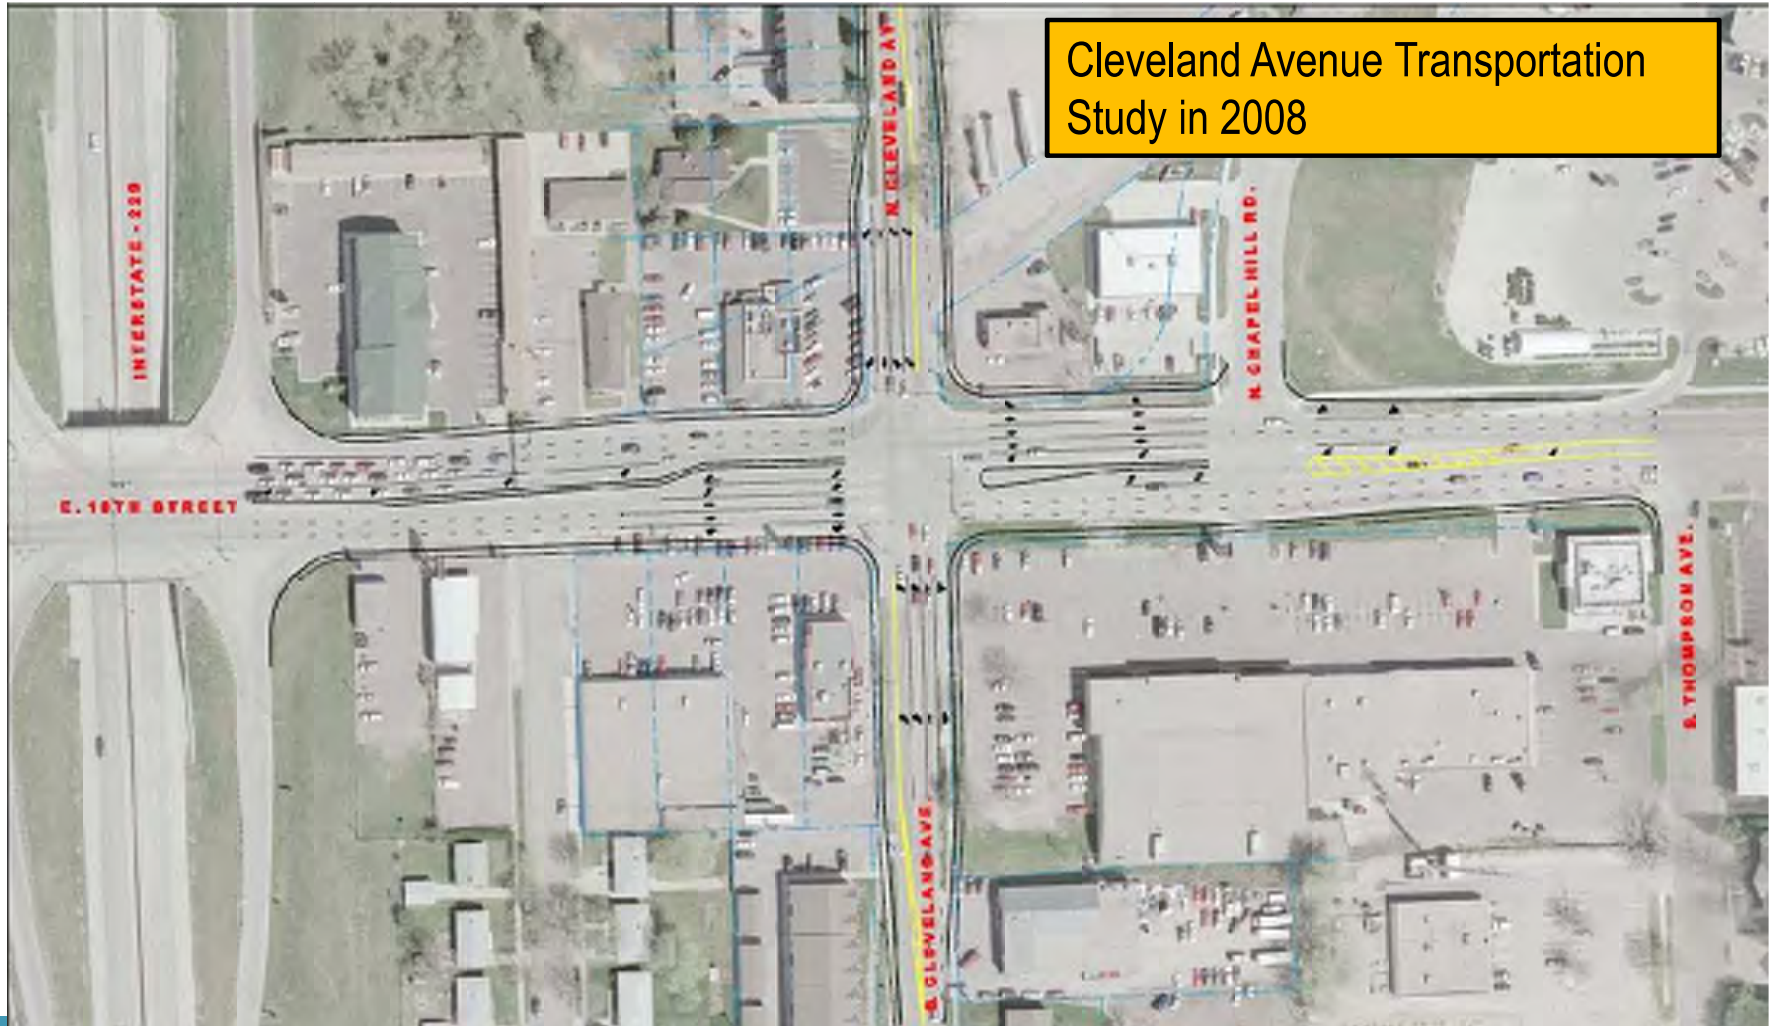 Cleveland Avenue Transportation
Study in 2008
N. CLEVELAND AV
INTERSTATE - 229
N. CHAPEL HILL RD.
E. 10TH STREET
S. THOMPSON AVE.
S. CLEVELAND AVE.